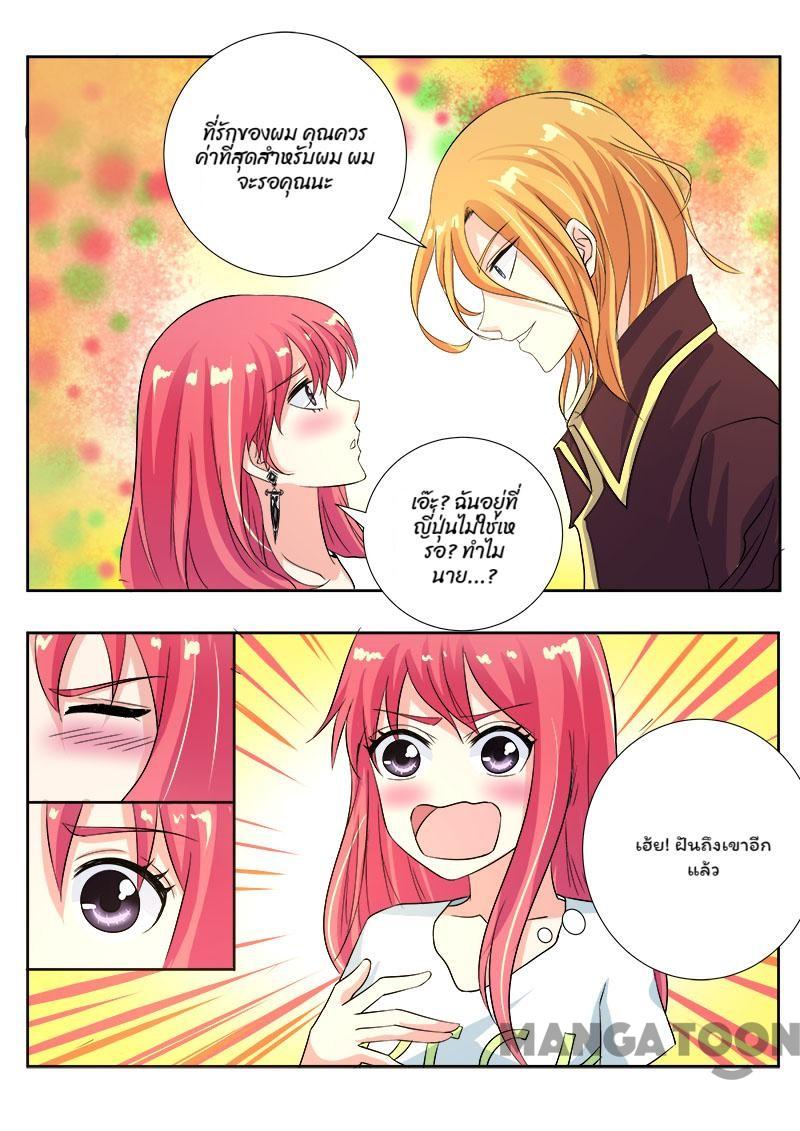 ที่รักของผม คุณควร
ค่าที่สุดสำหรับผม ผม
จะรอคุณนะ
เอ๊ะ? ฉันอยู่ที่
ญี่ปุ่นไม่ใช่เห
รอ? ทำไม
นาย...?
เฮ้ย! ฝันถึงเขาอีก
แล้ว
MANGATOON